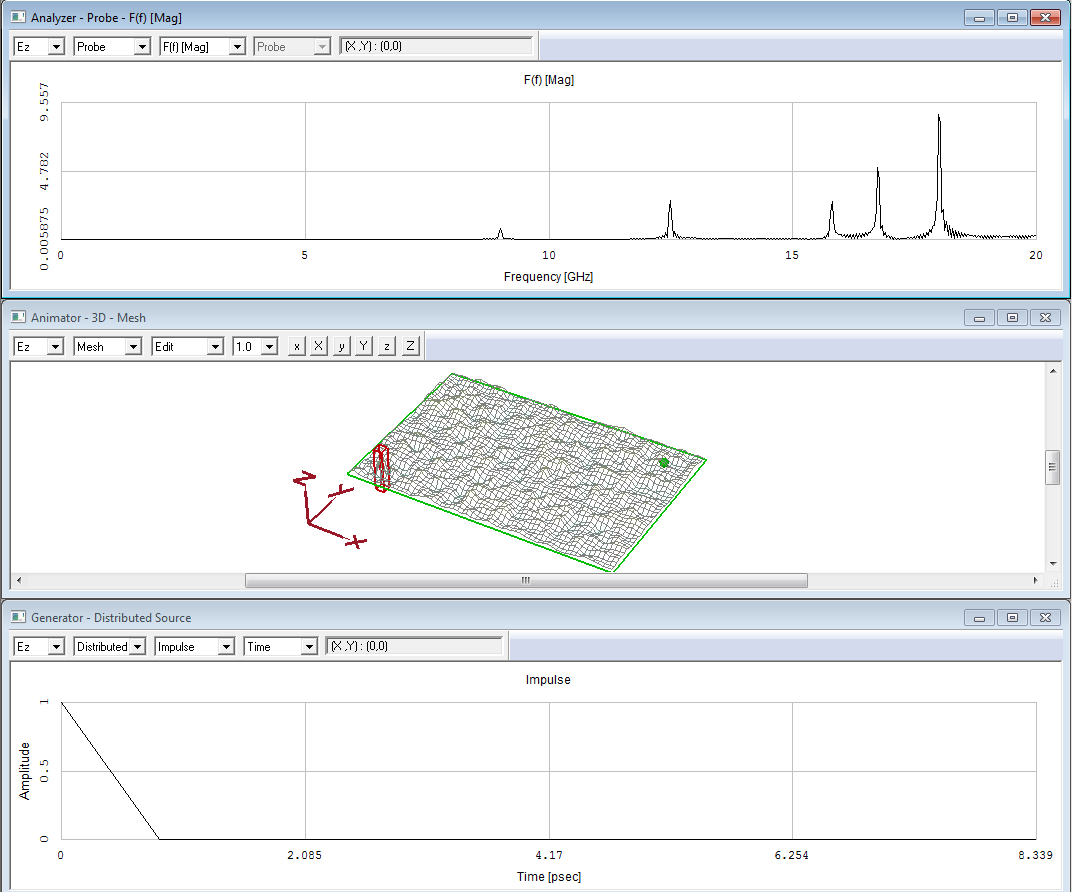 Analyzer - Probe - F(f) [Mag]
Ez Probe F(f) [Mag] Probe (X ,Y) : (0,0)
F(f) [Mag]
9.557
4.782
0.005875
0 5 10 15 20
Frequency [GHz]
Animator - 3D - Mesh
Ez Mesh Edit 1.0 x X y Y z Z
Z
Y
X
Generator - Distributed Source
Ez Distributed Impulse Time (X ,Y) : (0,0)
Impulse
Amplitude
1
0.5
0
0 2.085 4.17 6.254 8.339
Time [psec]